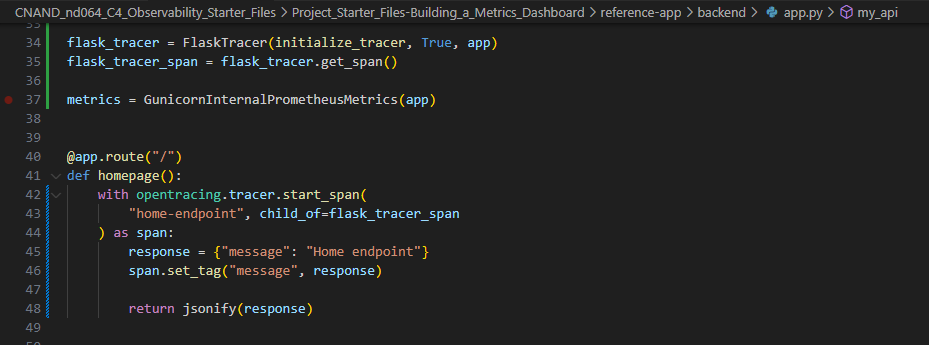 CNAND_nd064_C4_Observability_Starter_Files > Project_Starter_Files-Building_a_Metrics_Dashboard > reference-app > backend > app.py > my_api
34 flask_tracer = FlaskTracer(initialize_tracer, True, app)
35 flask_tracer_span = flask_tracer.get_span()
36
37 metrics = GunicornInternalPrometheusMetrics(app)
38
39
40 @app.route("/")
41 def homepage():
42     with opentracing.tracer.start_span(
43         "home-endpoint", child_of=flask_tracer_span
44     ) as span:
45         response = {"message": "Home endpoint"}
46         span.set_tag("message", response)
47
48         return jsonify(response)
49